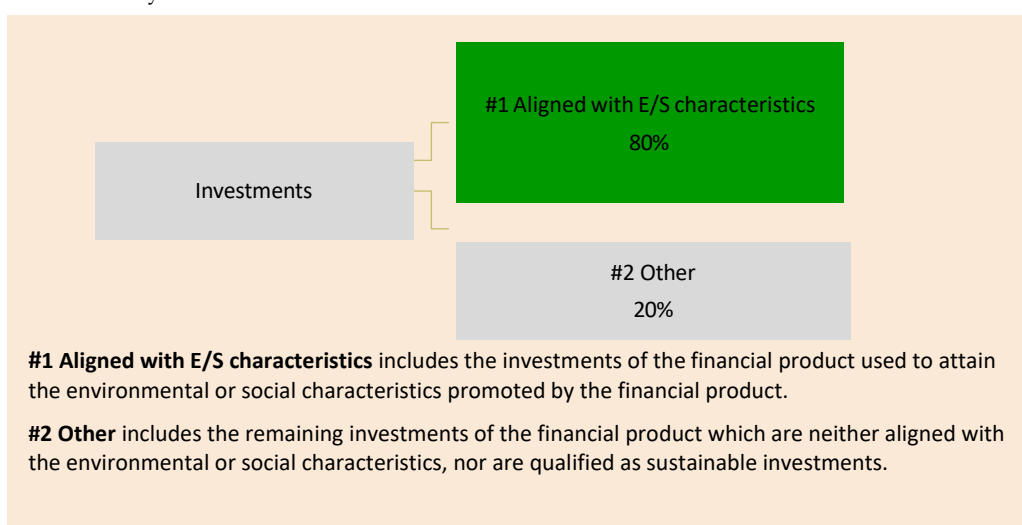 #1 Aligned with E/S characteristics
80%
Investments
#2 Other
20%
#1 Aligned with E/S characteristics includes the investments of the financial product used to attain
the environmental or social characteristics promoted by the financial product.
#2 Other includes the remaining investments of the financial product which are neither aligned with
the environmental or social characteristics, nor are qualified as sustainable investments.